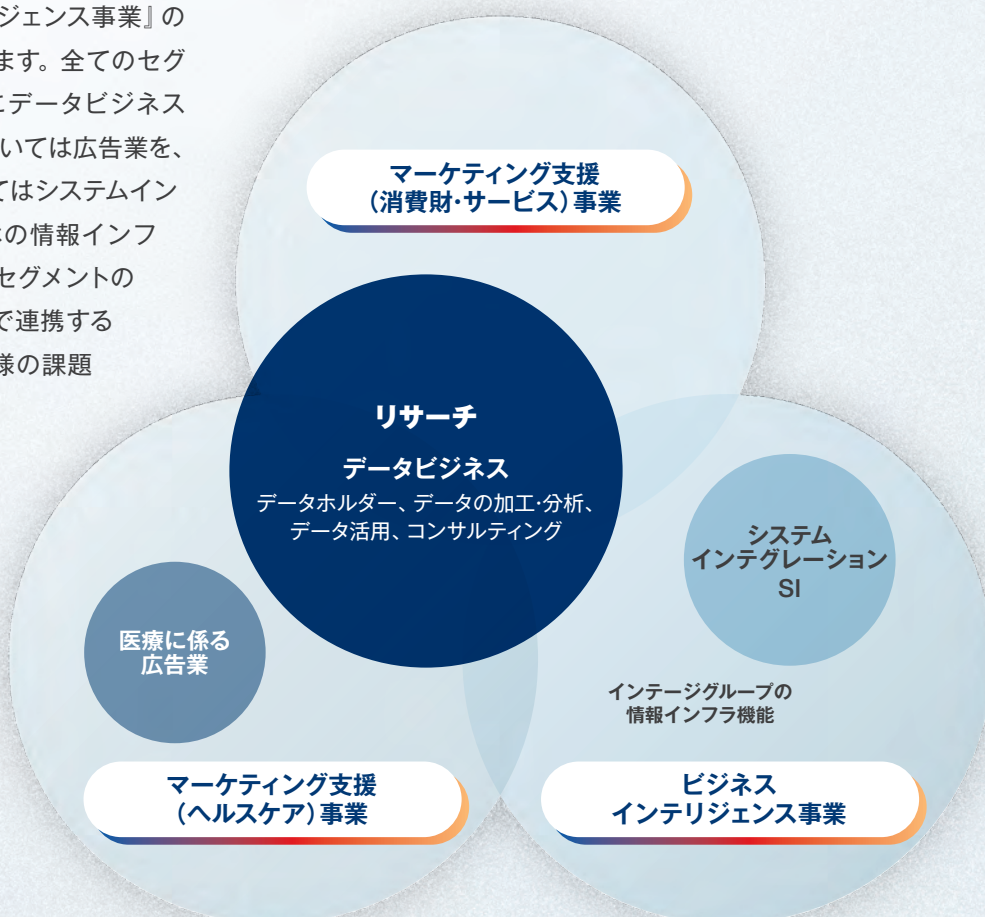 ジェンス事業』の
ます。全てのセグ
データビジネス
いては広告業を、
てはシステムイン
の情報インフ
セグメントの
で連携する
様の課題
マーケティング支援
（消費財・サービス）事業
リサーチ
データビジネス
データホルダー、データの加工・分析、
データ活用、コンサルティング
システム
インテグレーション
SI
医療に係る
広告業
インテージグループの
情報インフラ機能
マーケティング支援
（ヘルスケア）事業
ビジネス
インテリジェンス事業